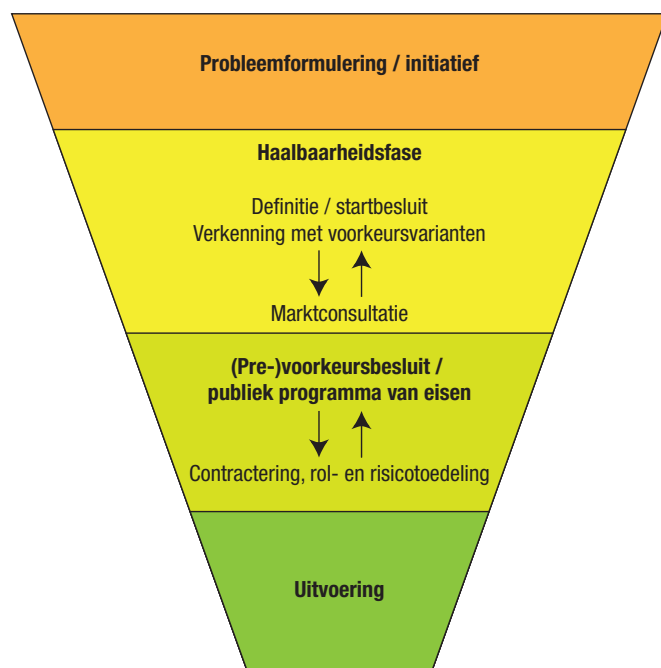 Probleemformulering / initiatief
Haalbaarheidsfase
Definitie / startbesluit
Verkenning met voorkeursvarianten
Marktconsultatie
(Pre-)voorkeursbesluit /
publiek programma van eisen
Contractering, rol- en risicotoedeling
Uitvoering